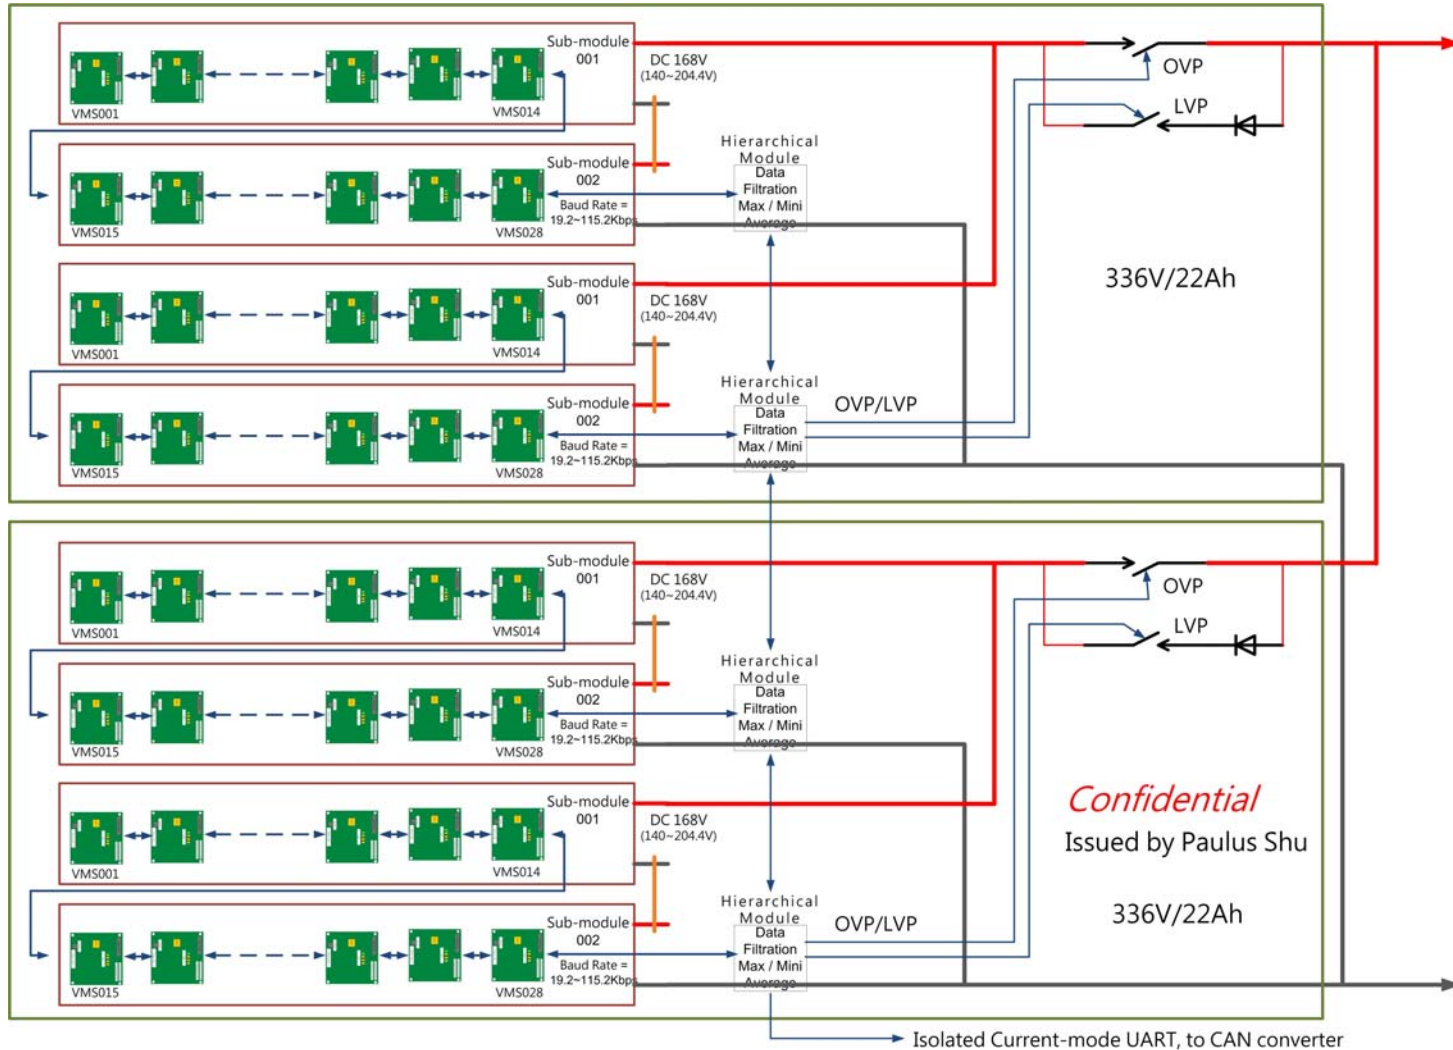 Sub-module
001
VMS001
VMS014
DC 168V
(140~204.4V)
OVP
LVP
Sub-module
002
Baud Rate =
19.2~115.2Kbps
VMS015
VMS028
Hierarchical
Module
Data
Filtration
Max / Mini
Average
336V/22Ah
Sub-module
001
VMS001
VMS014
DC 168V
(140~204.4V)
Sub-module
002
Baud Rate =
19.2~115.2Kbps
VMS015
VMS028
Hierarchical
Module
Data
Filtration
Max / Mini
Average
OVP/LVP
Sub-module
001
VMS001
VMS014
DC 168V
(140~204.4V)
OVP
LVP
Sub-module
002
Baud Rate =
19.2~115.2Kbps
VMS015
VMS028
Hierarchical
Module
Data
Filtration
Max / Mini
Average
Sub-module
001
VMS001
VMS014
DC 168V
(140~204.4V)
Confidential
Issued by Paulus Shu
336V/22Ah
Sub-module
002
Baud Rate =
19.2~115.2Kbps
VMS015
VMS028
Hierarchical
Module
Data
Filtration
Max / Mini
Average
OVP/LVP
Isolated Current-mode UART, to CAN converter